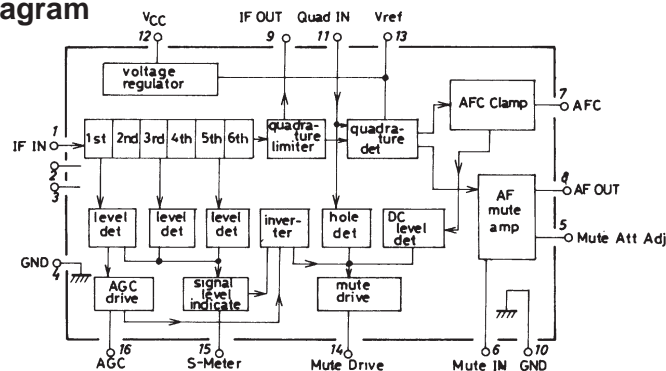 agram
VCC IF OUT Quad IN Vref
12 9 11 13
voltage
regulator
AFC Clamp
7
AFC
1
IF IN
1st 2nd 3rd 4th 5th 6th
quadra-
ture
limiter
quadra-
ture
det
2
3
AF
mute
amp
8
AF OUT
5
Mute Att Adj
level
det
level
det
level
det
inver-
ter
hole
det
DC
level
det
GND
4
AGC
drive
signal
level
indicate
mute
drive
16 15 14 6 10
AGC S-Meter Mute Drive Mute IN GND